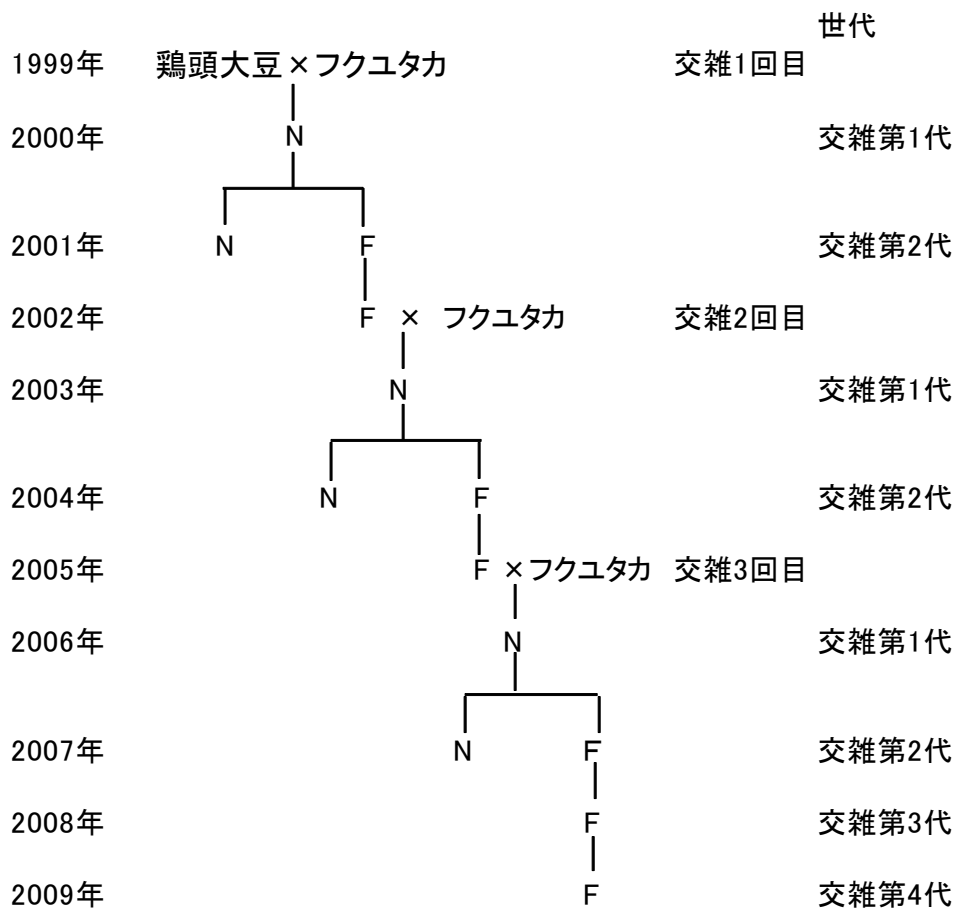 世代
1999年 鶏頭大豆×フクユタカ 交雑1回目
2000年 N 交雑第1代
2001年 N F 交雑第2代
2002年 F × フクユタカ 交雑2回目
2003年 N 交雑第1代
2004年 N F 交雑第2代
2005年 F ×フクユタカ 交雑3回目
2006年 N 交雑第1代
2007年 N F 交雑第2代
2008年 F 交雑第3代
2009年 F 交雑第4代